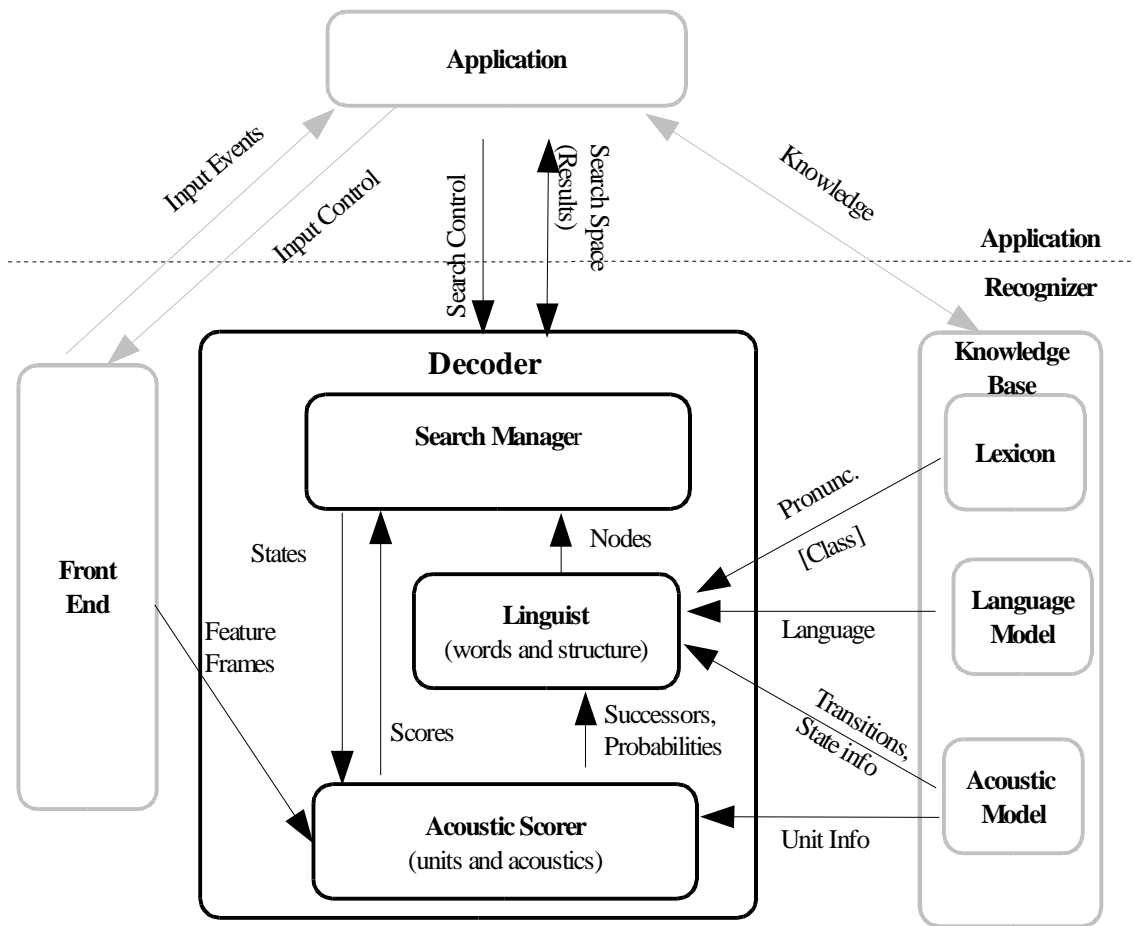 Application
Input Events
Input Control
Search Control
Search Space
(Results)
Knowledge
Application
Recognizer
Decoder
Knowledge
Base
Search Manager
Lexicon
Pronunc.
[Class]
States
Nodes
Front
End
Linguist
(words and structure)
Language
Language
Model
Feature
Frames
Scores
Successors,
Probabilities
Transitions,
State info
Acoustic Scorer
(units and acoustics)
Unit Info
Acoustic
Model